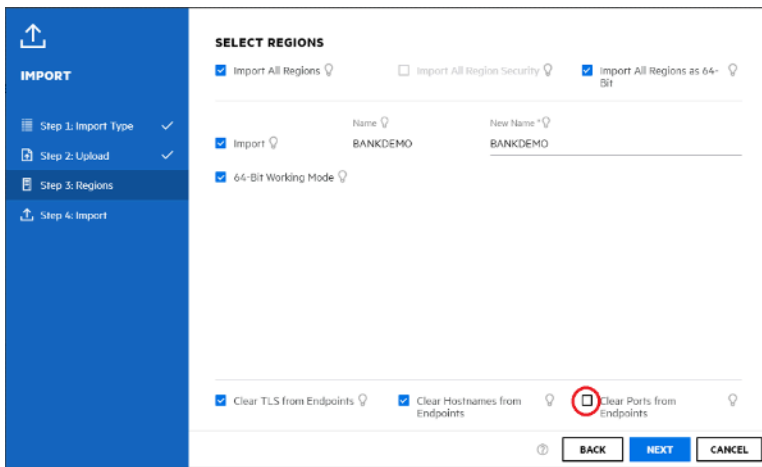 IMPORT
Step 1: Import Type
Step 2: Upload
Step 3: Regions
Step 4: Import
SELECT REGIONS
Import All Regions
Import All Region Security
Import All Regions as 64-
Bit
Name
New Name *
Import
BANKDEMO
BANKDEMO
64-Bit Working Mode
Clear TLS from Endpoints
Clear Hostnames from
Endpoints
Clear Ports from
Endpoints
BACK
NEXT
CANCEL